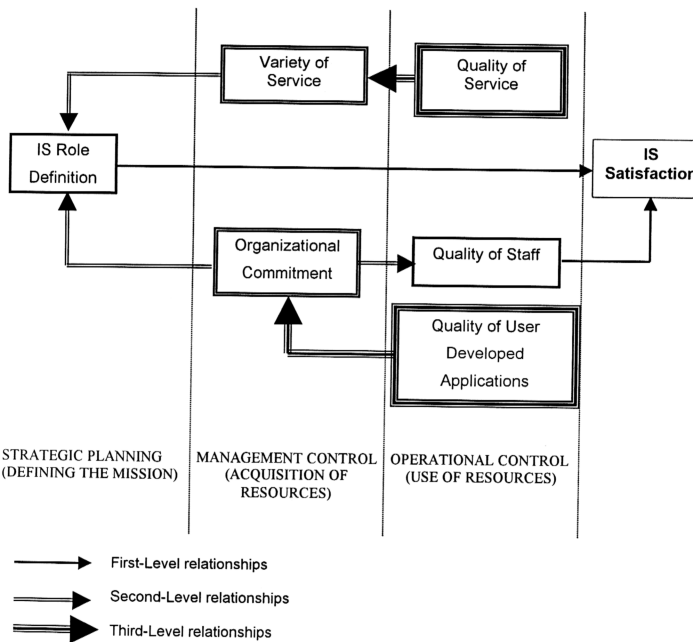 Variety of
Service
Quality of
Service
IS Role
Definition
IS
Satisfaction
Organizational
Commitment
Quality of Staff
Quality of User
Developed
Applications
STRATEGIC PLANNING
(DEFINING THE MISSION)
MANAGEMENT CONTROL
(ACQUISITION OF
RESOURCES)
OPERATIONAL CONTROL
(USE OF RESOURCES)
First-Level relationships
Second-Level relationships
Third-Level relationships